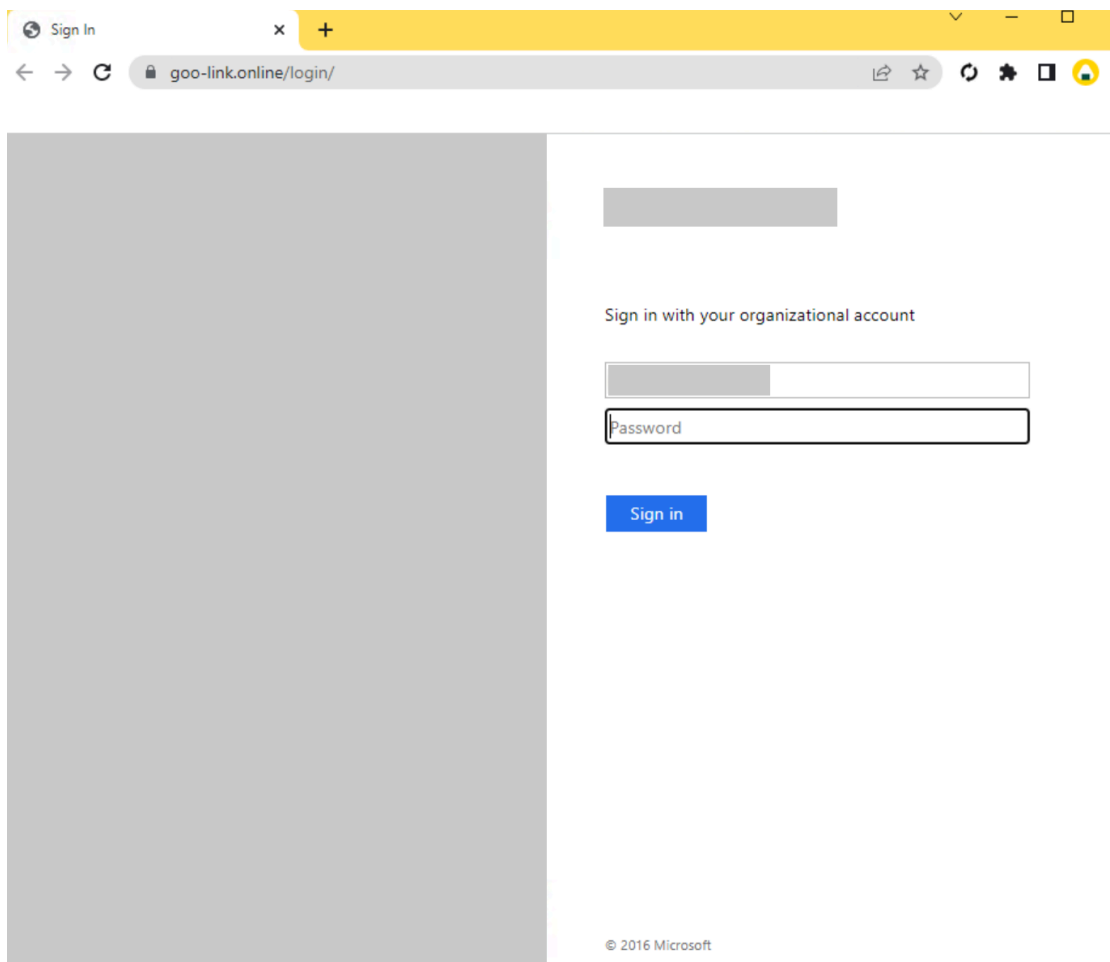 Sign In
goo-link.online/login/
Sign in with your organizational account
Password
Sign in
© 2016 Microsoft